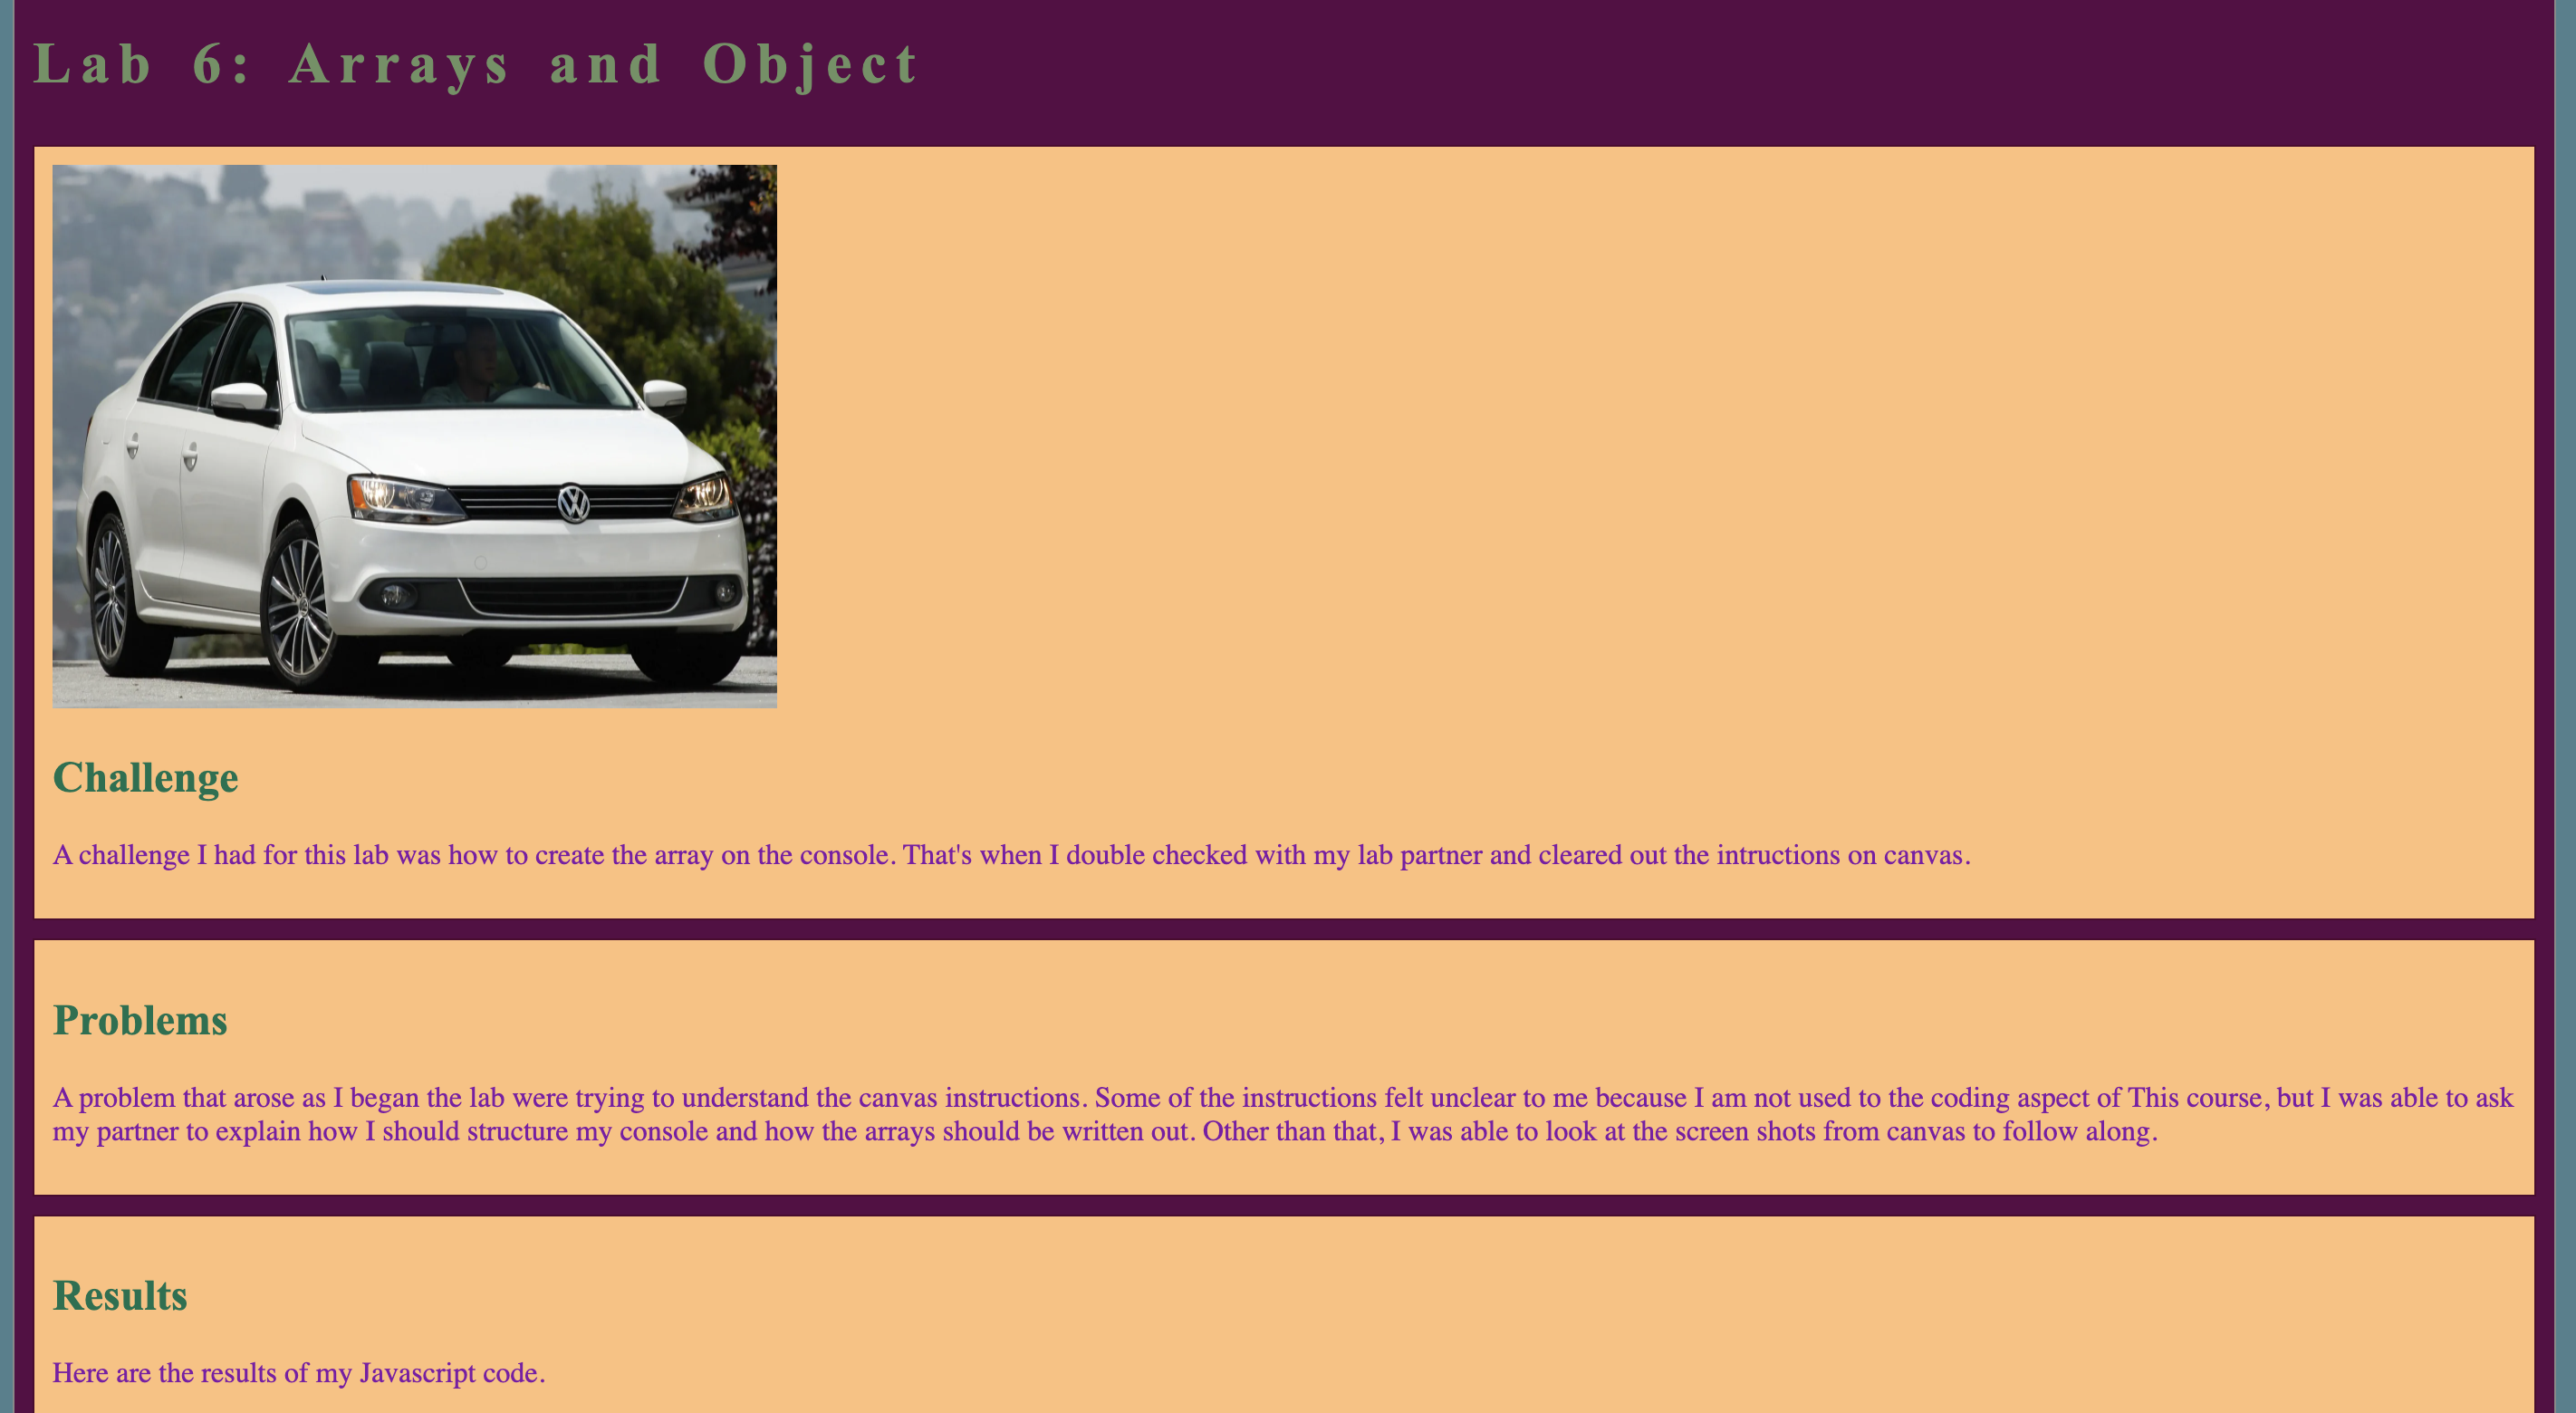 Lab 6: Arrays and Object
Challenge
A challenge I had for this lab was how to create the array on the console. That's when I double checked with my lab partner and cleared out the intructions on canvas.
Problems
A problem that arose as I began the lab were trying to understand the canvas instructions. Some of the instructions felt unclear to me because I am not used to the coding aspect of This course, but I was able to ask
my partner to explain how I should structure my console and how the arrays should be written out. Other than that, I was able to look at the screen shots from canvas to follow along.
Results
Here are the results of my Javascript code.